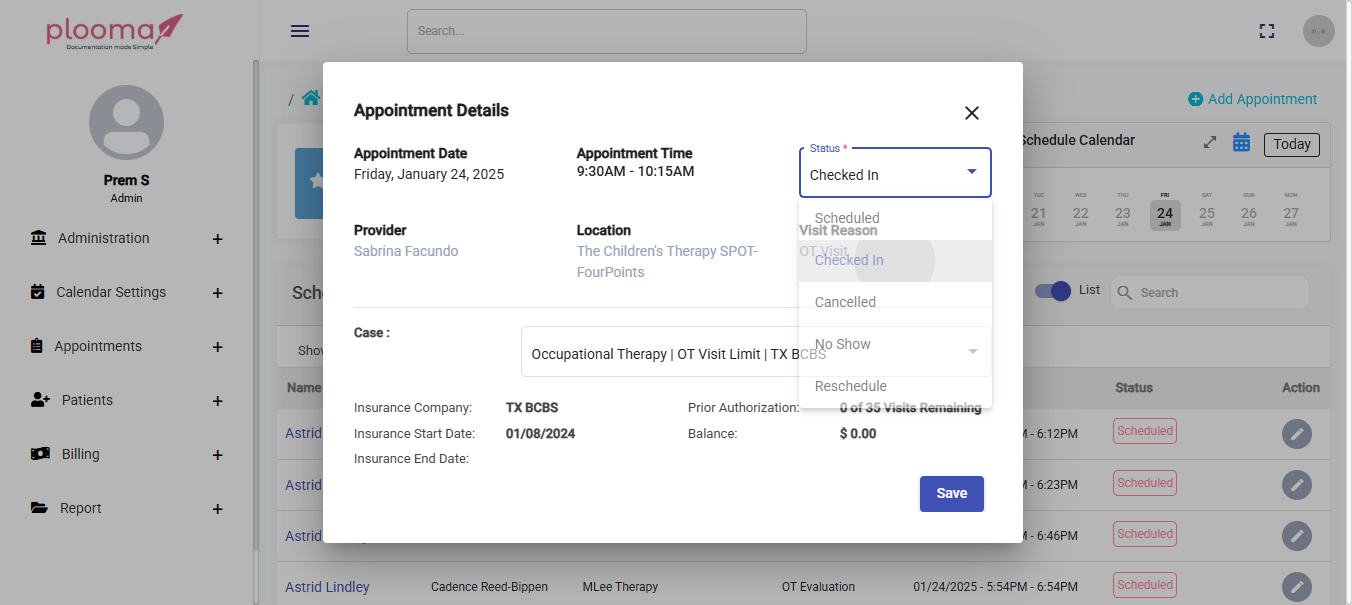 plooma
Documentation made Simple
Search...
Prem S
Admin
Administration +
Calendar Settings +
Appointments +
Patients +
Billing +
Report +
/
Add Appointment
Schedule Calendar
Today
TUE WED THU FRI SAT SUN MON
21 22 23 24 25 26 27
JAN JAN JAN JAN JAN JAN JAN
List
Search
Name
Status
Action
Astrid
M - 6:12PM
Scheduled
Astrid
M - 6:23PM
Scheduled
Astrid
M - 6:46PM
Scheduled
Astrid Lindley
Cadence Reed-Bippen
MLee Therapy
OT Evaluation
01/24/2025 - 5:54PM - 6:54PM
Scheduled
Appointment Details
Appointment Date
Friday, January 24, 2025
Appointment Time
9:30AM - 10:15AM
Status *
Checked In
Scheduled
Checked In
Cancelled
No Show
Reschedule
Provider
Sabrina Facundo
Location
The Children's Therapy SPOT-
FourPoints
Visit Reason
OT Visit
Case :
Occupational Therapy | OT Visit Limit | TX BCBS
Insurance Company: TX BCBS
Prior Authorization: 0 of 35 Visits Remaining
Insurance Start Date: 01/08/2024
Balance: $ 0.00
Insurance End Date:
Save